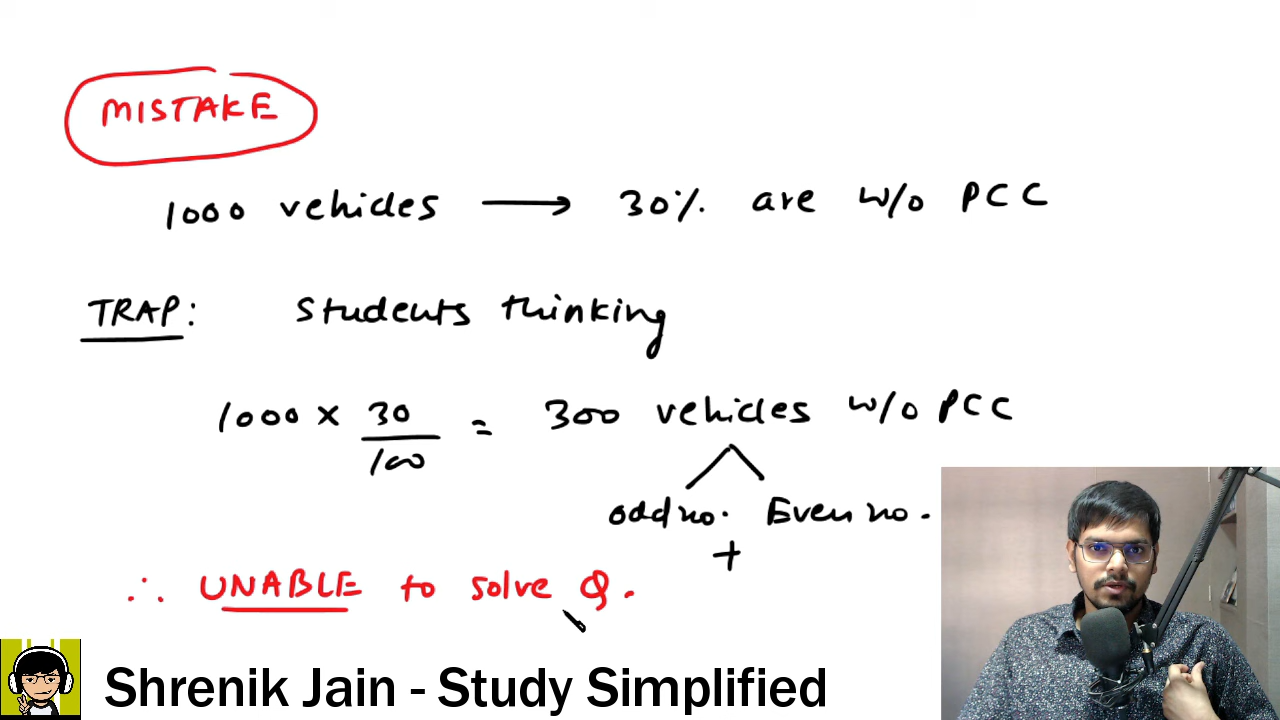 MISTAKE
1000 vehicles → 30% are w/o PCC
TRAP: Students thinking
1000 × 30/100 = 300 vehicles w/o PCC
odd no. Even no.
+
∴ UNABLE to solve Q.
Shrenik Jain - Study Simplified